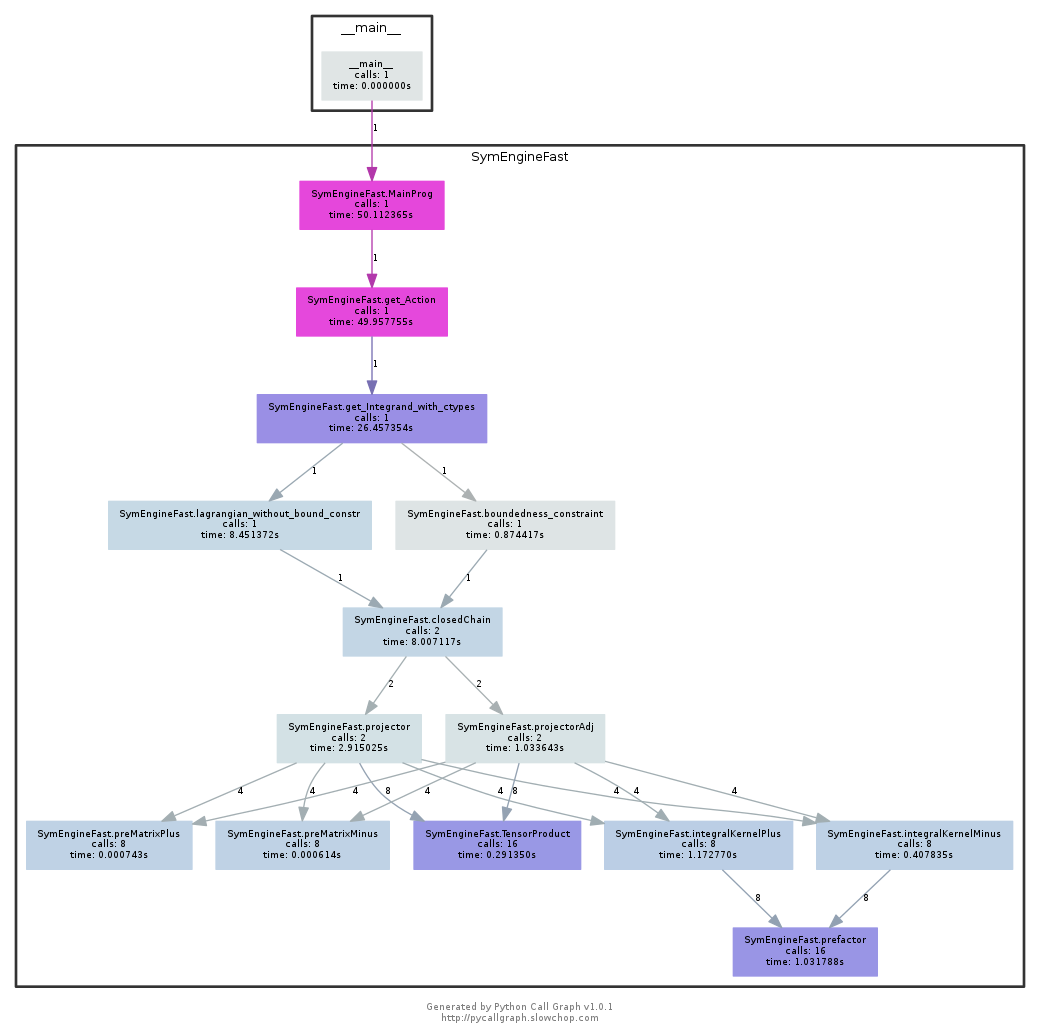 __main__
__main__
calls: 1
time: 0.000000s
1
SymEngineFast
SymEngineFast.MainProg
calls: 1
time: 50.112365s
1
SymEngineFast.get_Action
calls: 1
time: 49.957755s
1
SymEngineFast.get_Integrand_with_ctypes
calls: 1
time: 26.457354s
1
1
SymEngineFast.lagrangian_without_bound_constr
calls: 1
time: 8.451372s
SymEngineFast.boundedness_constraint
calls: 1
time: 0.874417s
1
1
SymEngineFast.closedChain
calls: 2
time: 8.007117s
2
2
SymEngineFast.projector
calls: 2
time: 2.915025s
SymEngineFast.projectorAdj
calls: 2
time: 1.033643s
4
4
4
8
4
4
8
4
4
4
SymEngineFast.preMatrixPlus
calls: 8
time: 0.000743s
SymEngineFast.preMatrixMinus
calls: 8
time: 0.000614s
SymEngineFast.TensorProduct
calls: 16
time: 0.291350s
SymEngineFast.integralKernelPlus
calls: 8
time: 1.172770s
SymEngineFast.integralKernelMinus
calls: 8
time: 0.407835s
8
8
SymEngineFast.prefactor
calls: 16
time: 1.031788s
Generated by Python Call Graph v1.0.1
http://pycallgraph.slowchop.com